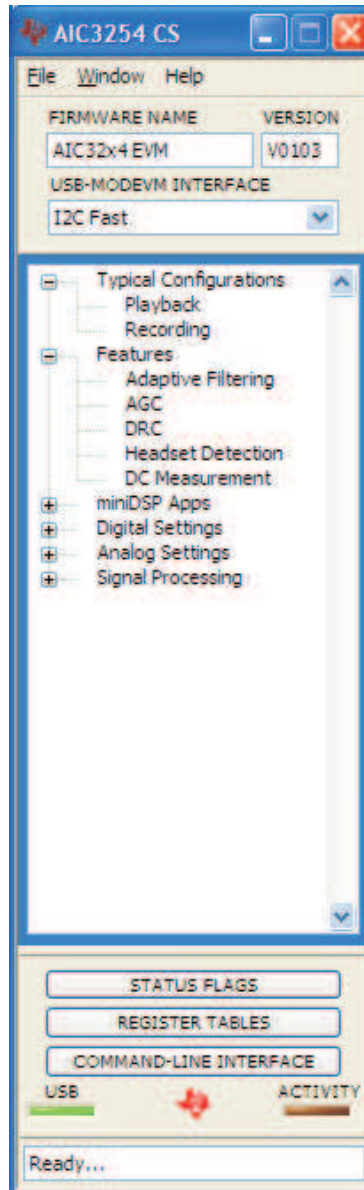 AIC3254 CS
File Window Help
FIRMWARE NAME VERSION
AIC32x4 EVM V0103
USB-MODEVM INTERFACE
I2C Fast
Typical Configurations
Playback
Recording
Features
Adaptive Filtering
AGC
DRC
Headset Detection
DC Measurement
miniDSP Apps
Digital Settings
Analog Settings
Signal Processing
STATUS FLAGS
REGISTER TABLES
COMMAND-LINE INTERFACE
USB ACTIVITY
Ready...